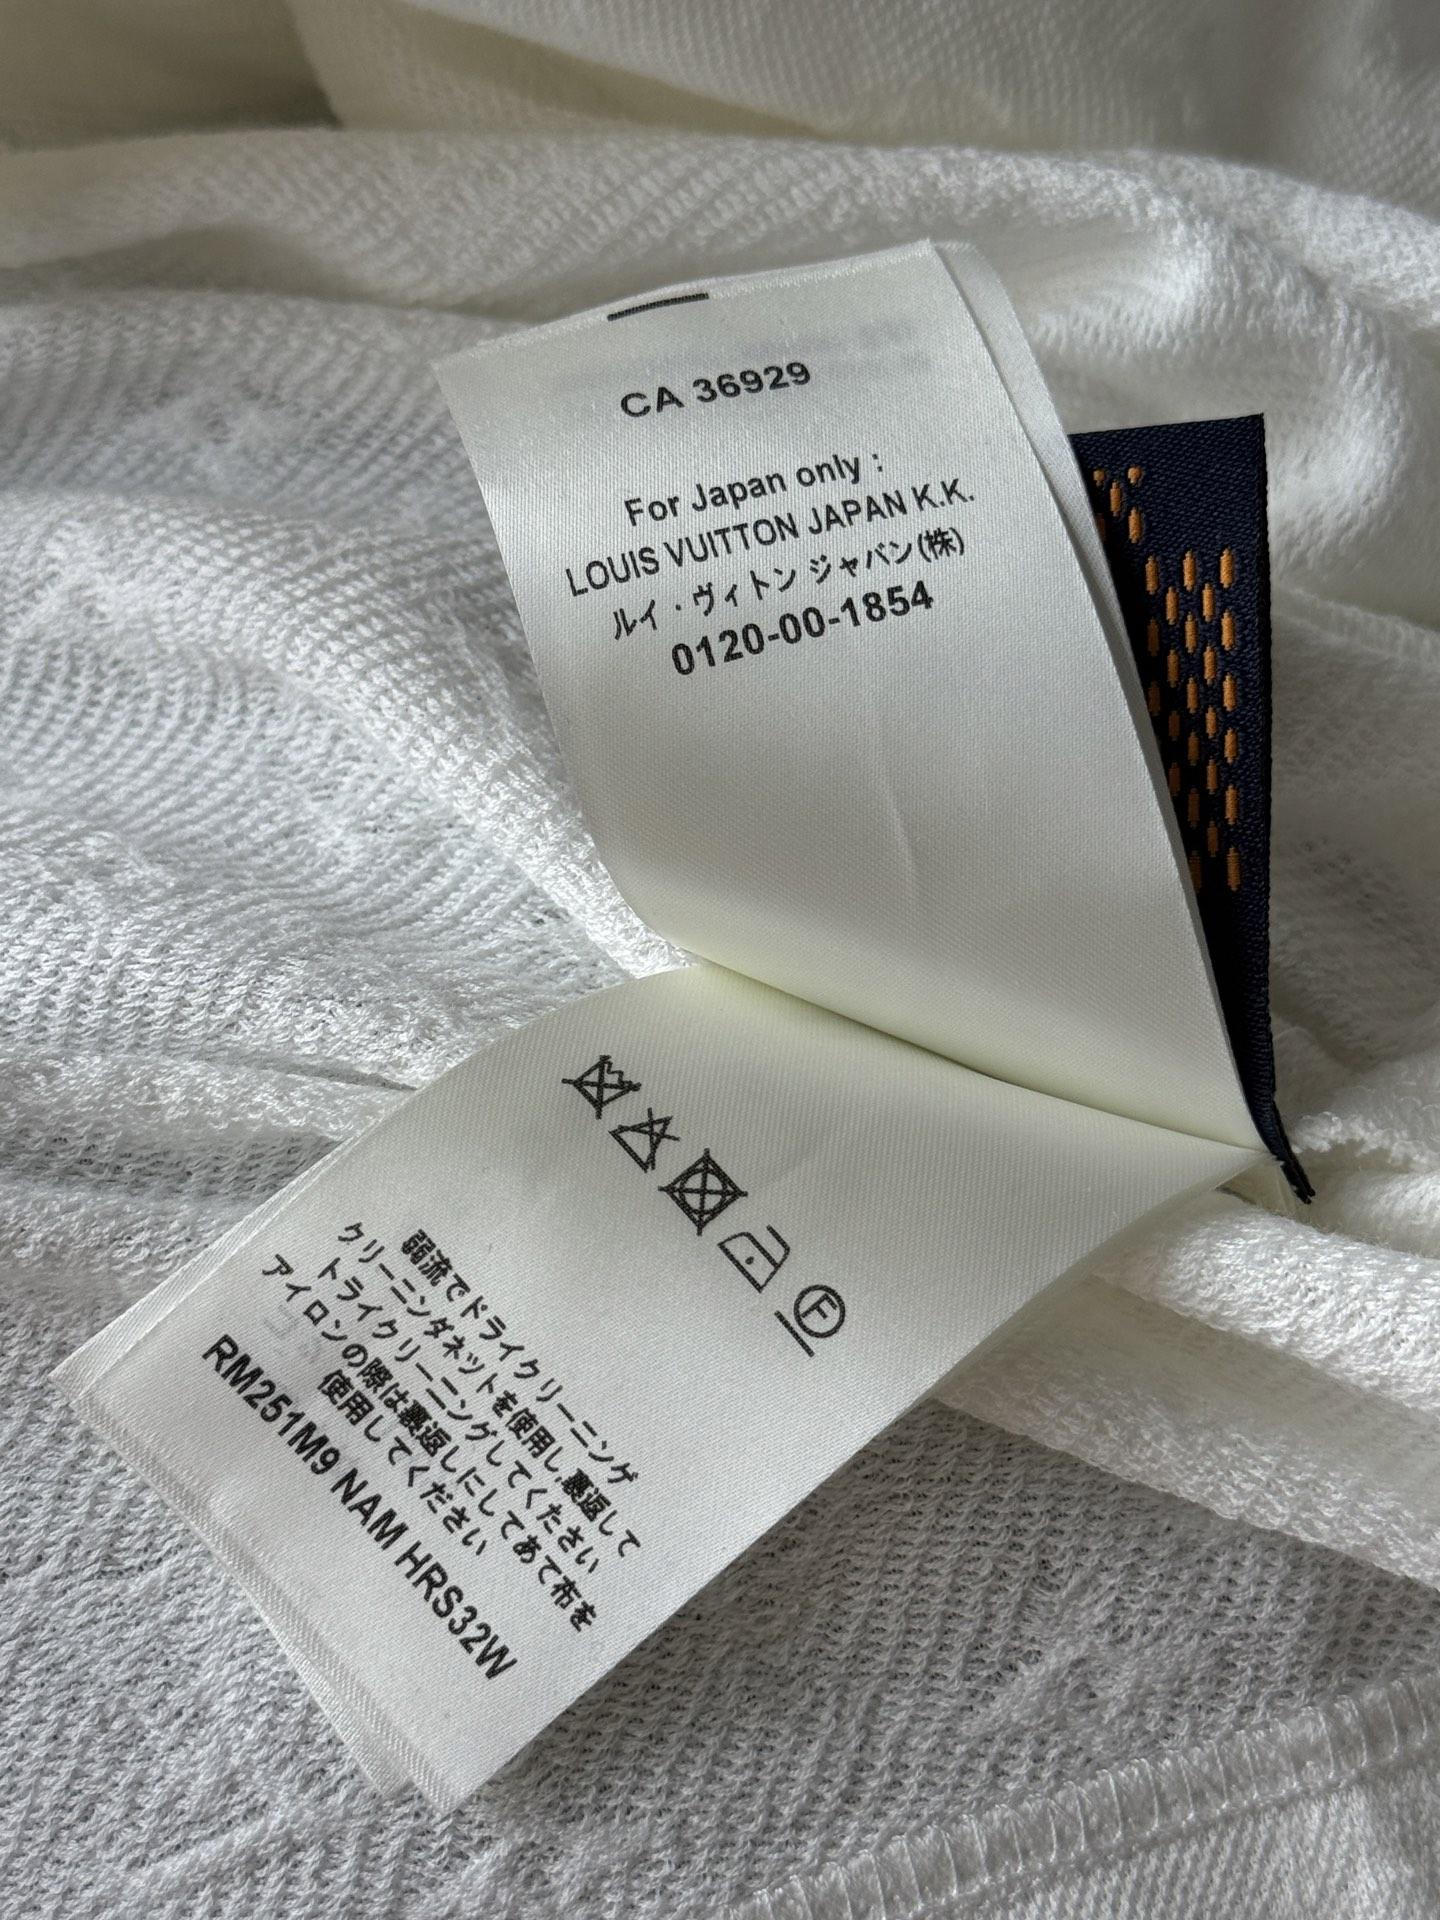 CA 36929
For Japan only :
LOUIS VUITTON JAPAN K.K.
ルイ・ヴィトン ジャパン(株)
0120-00-1854
F
弱流でドライクリーニング
クリーニンダネットを使用し、裏返して
トライクリーニングしてください
アイロンの際は裏返しにしてあて布を
使用してください
RM251M9 NAM HRS32W